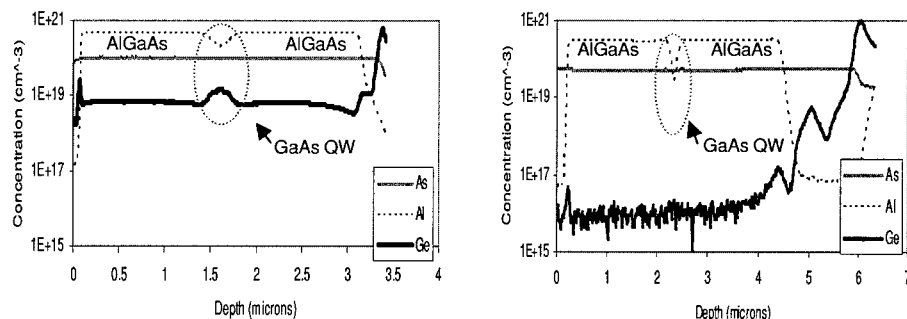 1E+21
1E+19
1E+17
1E+15
Concentration (cm^-3)
AlGaAs
AlGaAs
GaAs QW
As
Al
Ge
0
0.5
1
1.5
2
2.5
3
3.5
4
Depth (microns)
1E+21
1E+19
1E+17
1E+15
Concentration (cm^-3)
AlGaAs
AlGaAs
GaAs QW
As
Al
Ge
0
1
2
3
4
5
6
7
Depth (microns)